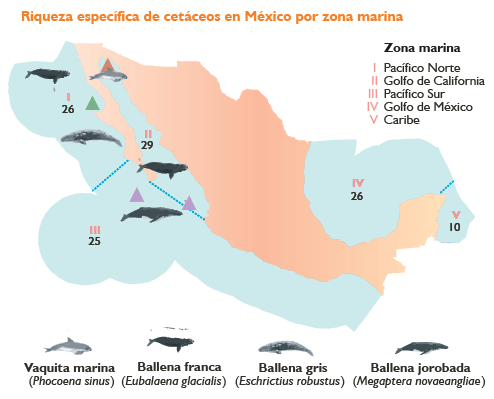 Riqueza específica de cetáceos en México por zona marina
Zona marina
I Pacífico Norte
II Golfo de California
III Pacífico Sur
IV Golfo de México
V Caribe
I
26
II
29
IV
26
III
25
V
10
Vaquita marina
(Phocoena sinus)
Ballena franca
(Eubalaena glacialis)
Ballena gris
(Eschrictius robustus)
Ballena jorobada
(Megaptera novaeangliae)